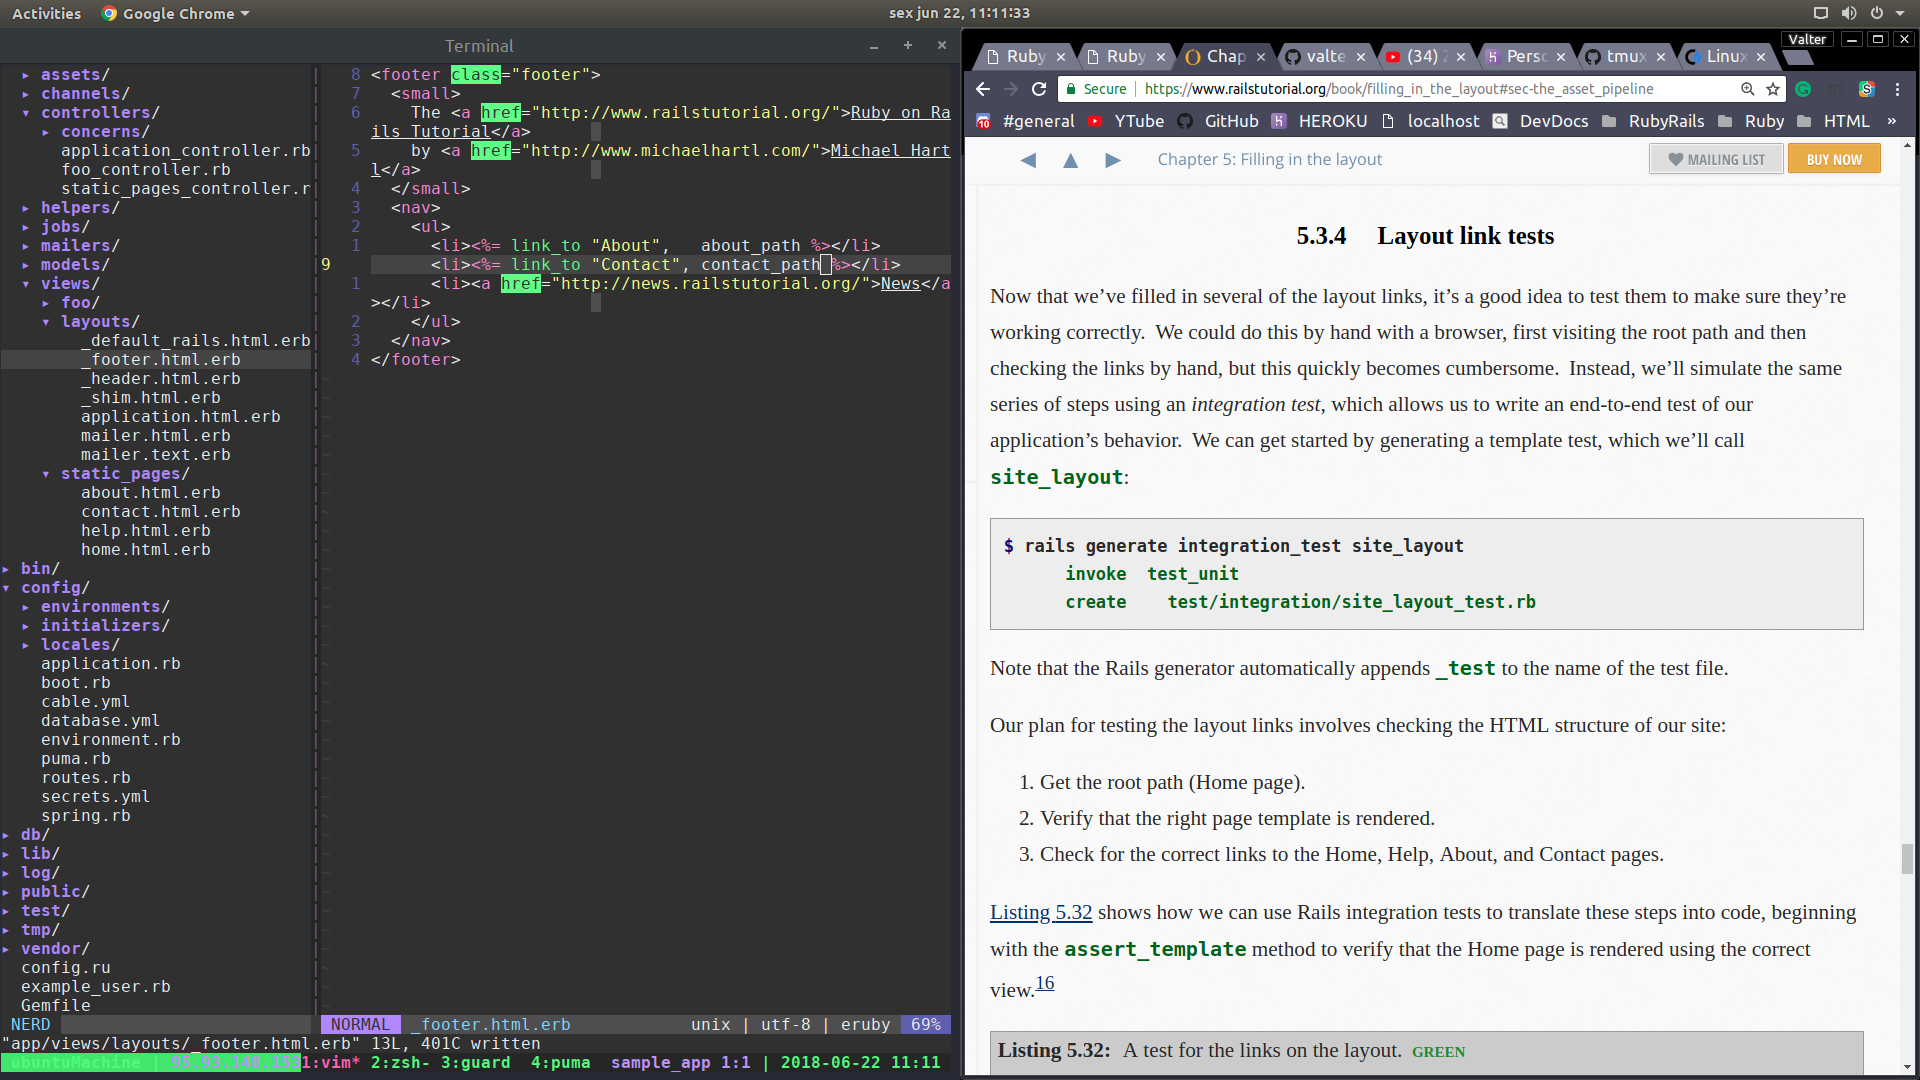 Activities Google Chrome sex jun 22, 11:11:33
Terminal
▸ assets/
▸ channels/
▾ controllers/
▸ concerns/
application_controller.rb
foo_controller.rb
static_pages_controller.r
▸ helpers/
▸ jobs/
▸ mailers/
▸ models/
▾ views/
▸ foo/
▾ layouts/
_default_rails.html.erb
_footer.html.erb
_header.html.erb
_shim.html.erb
application.html.erb
mailer.html.erb
mailer.text.erb
▾ static_pages/
about.html.erb
contact.html.erb
help.html.erb
home.html.erb
▸ bin/
▾ config/
▸ environments/
▸ initializers/
▸ locales/
application.rb
boot.rb
cable.yml
database.yml
environment.rb
puma.rb
routes.rb
secrets.yml
spring.rb
▸ db/
▸ lib/
▸ log/
▸ public/
▸ test/
▸ tmp/
▸ vendor/
config.ru
example_user.rb
Gemfile
NERD
8 <footer class="footer">
7 <small>
6 The <a href="http://www.railstutorial.org/">Ruby on Ra
ils Tutorial</a>
5 by <a href="http://www.michaelhartl.com/">Michael Hart
l</a>
4 </small>
3 <nav>
2 <ul>
1 <li><%= link_to "About",   about_path %></li>
9 <li><%= link_to "Contact", contact_path %></li>
1 <li><a href="http://news.railstutorial.org/">News</a
></li>
2 </ul>
3 </nav>
4 </footer>
NORMAL _footer.html.erb unix | utf-8 | eruby 69%
"app/views/layouts/_footer.html.erb" 13L, 401C written
ubuntuMachine | 1:vim* 2:zsh- 3:guard 4:puma sample_app 1:1 | 2018-06-22 11:11
Valter
Ruby Ruby Chap valte (34) Perso tmux Linux
Secure https://www.railstutorial.org/book/filling_in_the_layout#sec-the_asset_pipeline
10 #general YTube GitHub HEROKU localhost DevDocs RubyRails Ruby HTML »
Chapter 5: Filling in the layout MAILING LIST BUY NOW
5.3.4 Layout link tests
Now that we’ve filled in several of the layout links, it’s a good idea to test them to make sure they’re
working correctly. We could do this by hand with a browser, first visiting the root path and then
checking the links by hand, but this quickly becomes cumbersome. Instead, we’ll simulate the same
series of steps using an integration test, which allows us to write an end-to-end test of our
application’s behavior. We can get started by generating a template test, which we’ll call
site_layout:
$ rails generate integration_test site_layout
invoke test_unit
create test/integration/site_layout_test.rb
Note that the Rails generator automatically appends _test to the name of the test file.
Our plan for testing the layout links involves checking the HTML structure of our site:
1. Get the root path (Home page).
2. Verify that the right page template is rendered.
3. Check for the correct links to the Home, Help, About, and Contact pages.
Listing 5.32 shows how we can use Rails integration tests to translate these steps into code, beginning
with the assert_template method to verify that the Home page is rendered using the correct
view.16
Listing 5.32: A test for the links on the layout. GREEN